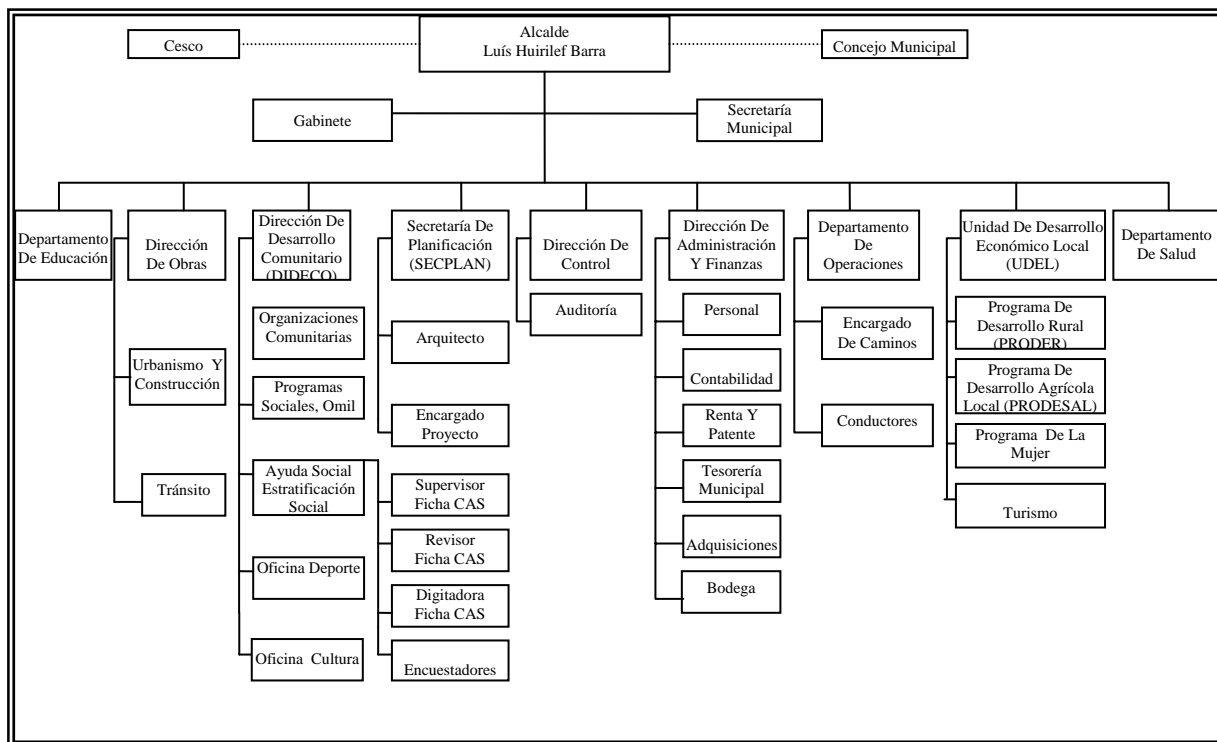 Alcalde
Luís Huirilef Barra
Cesco
Concejo Municipal
Gabinete
Secretaría
Municipal
Departamento
De Educación
Dirección
De Obras
Urbanismo Y
Construcción
Tránsito
Dirección De
Desarrollo
Comunitario
(DIDECO)
Organizaciones
Comunitarias
Programas
Sociales, Omil
Ayuda Social
Estratificación
Social
Oficina Deporte
Oficina Cultura
Supervisor
Ficha CAS
Revisor
Ficha CAS
Digitadora
Ficha CAS
Encuestadores
Secretaría De
Planificación
(SECPLAN)
Arquitecto
Encargado
Proyecto
Dirección De
Control
Auditoría
Dirección De
Administración
Y Finanzas
Personal
Contabilidad
Renta Y
Patente
Tesorería
Municipal
Adquisiciones
Bodega
Departamento
De
Operaciones
Encargado
De Caminos
Conductores
Unidad De Desarrollo
Económico Local
(UDEL)
Programa De
Desarrollo Rural
(PRODER)
Programa De
Desarrollo Agrícola
Local (PRODESAL)
Programa De La
Mujer
Turismo
Departamento
De Salud